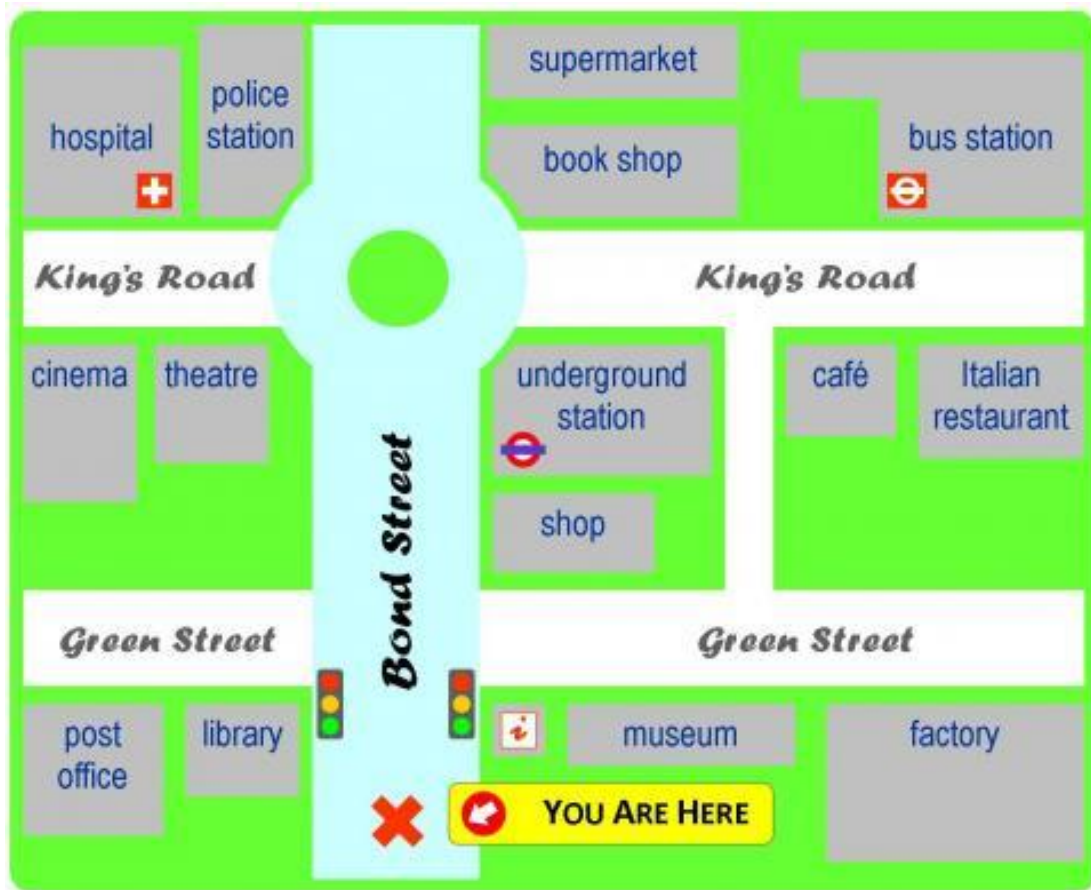 supermarket
police
station
hospital
book shop
bus station
King's Road
King's Road
cinema
theatre
underground
station
café
Italian
restaurant
Bond Street
shop
Green Street
Green Street
post
office
library
i
museum
factory
YOU ARE HERE